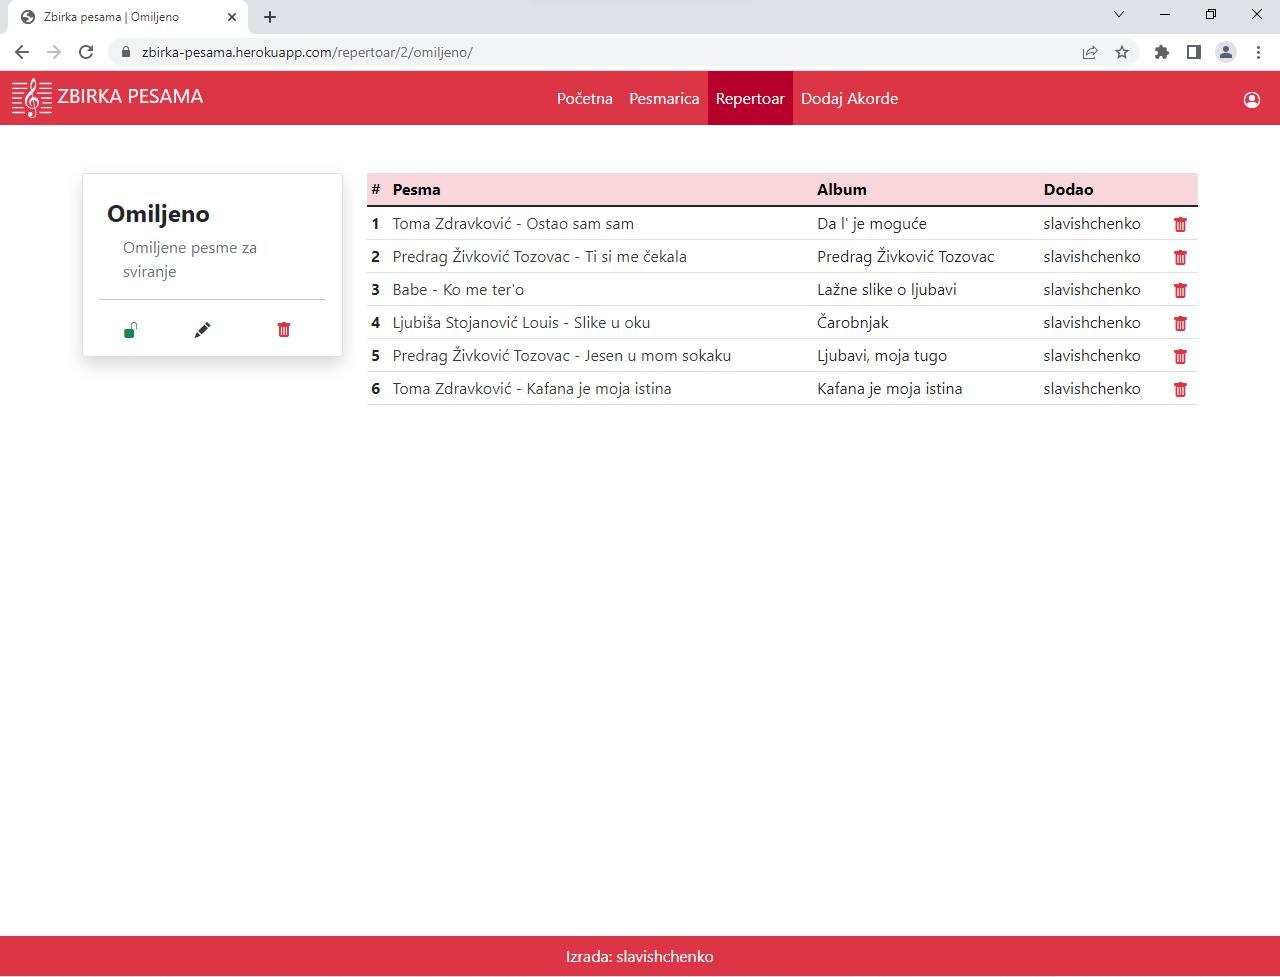 Zbirka pesama | Omiljeno
zbirka-pesama.herokuapp.com/repertoar/2/omiljeno/
ZBIRKA PESAMA Početna Pesmarica Repertoar Dodaj Akorde
Omiljeno
Omiljene pesme za
sviranje
# Pesma Album Dodao
1 Toma Zdravković - Ostao sam sam Da l' je moguće slavishchenko
2 Predrag Živković Tozovac - Ti si me čekala Predrag Živković Tozovac slavishchenko
3 Babe - Ko me ter'o Lažne slike o ljubavi slavishchenko
4 Ljubiša Stojanović Louis - Slike u oku Čarobnjak slavishchenko
5 Predrag Živković Tozovac - Jesen u mom sokaku Ljubavi, moja tugo slavishchenko
6 Toma Zdravković - Kafana je moja istina Kafana je moja istina slavishchenko
Izrada: slavishchenko